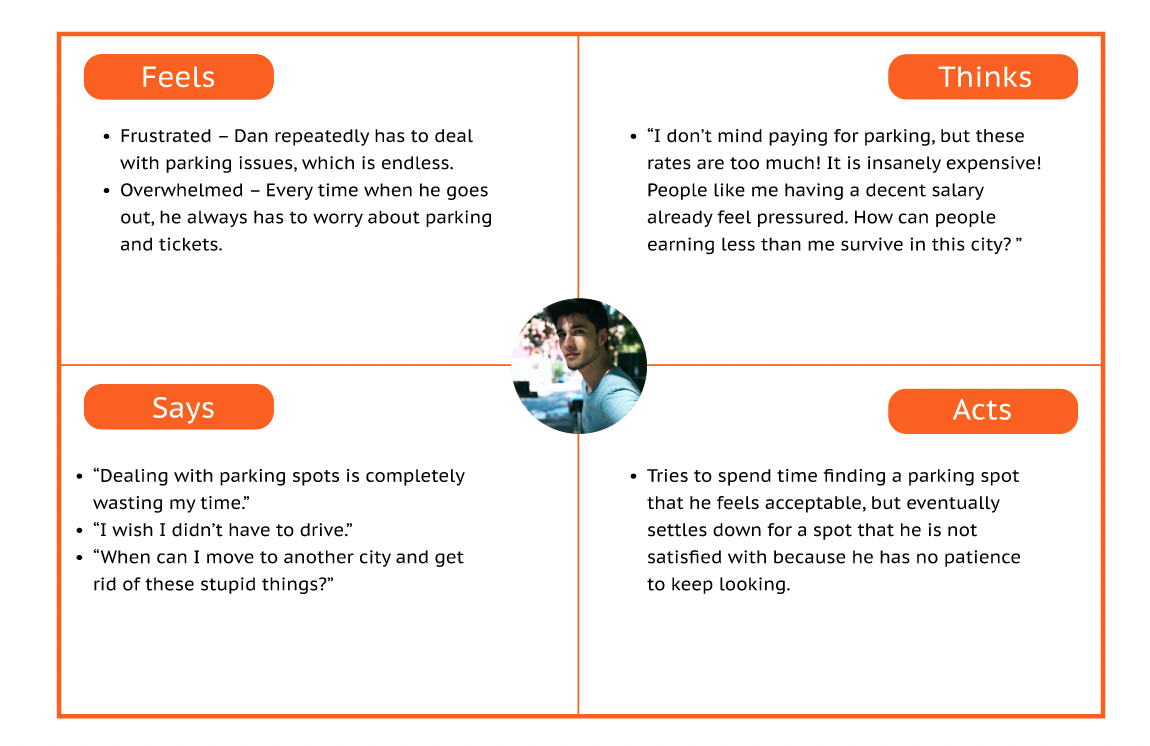 Feels
• Frustrated – Dan repeatedly has to deal
with parking issues, which is endless.
• Overwhelmed – Every time when he goes
out, he always has to worry about parking
and tickets.
Thinks
• “I don’t mind paying for parking, but these
rates are too much! It is insanely expensive!
People like me having a decent salary
already feel pressured. How can people
earning less than me survive in this city? ”
Says
• “Dealing with parking spots is completely
wasting my time.”
• “I wish I didn’t have to drive.”
• “When can I move to another city and get
rid of these stupid things?”
Acts
• Tries to spend time finding a parking spot
that he feels acceptable, but eventually
settles down for a spot that he is not
satisfied with because he has no patience
to keep looking.